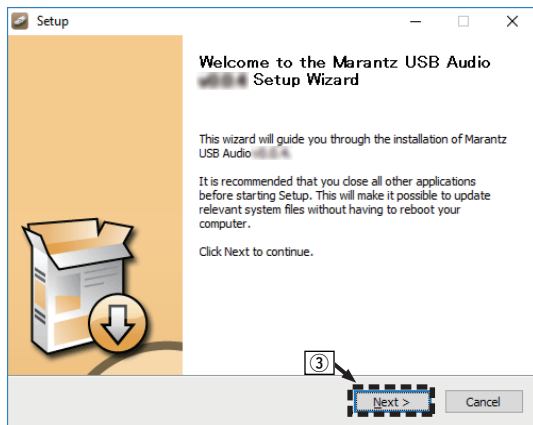 Setup
Welcome to the Marantz USB Audio
Setup Wizard
This wizard will guide you through the installation of Marantz
USB Audio
It is recommended that you close all other applications
before starting Setup. This will make it possible to update
relevant system files without having to reboot your
computer.
Click Next to continue.
③
Next >
Cancel